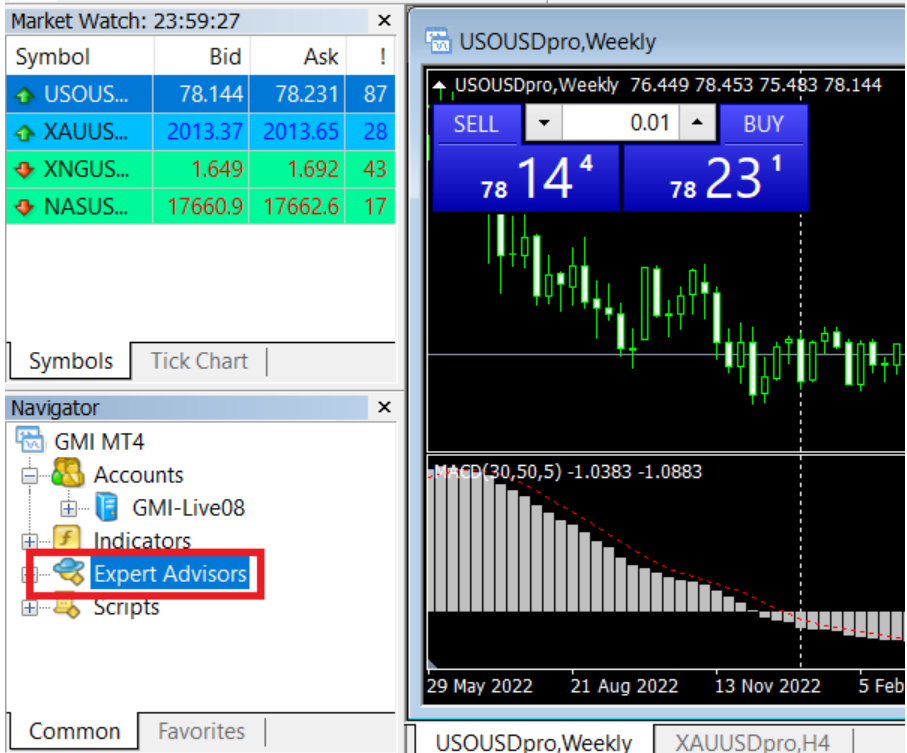 Market Watch: 23:59:27
Symbol Bid Ask !
USOUS... 78.144 78.231 87
XAUUS... 2013.37 2013.65 28
XNGUS... 1.649 1.692 43
NASUS... 17660.9 17662.6 17
Symbols Tick Chart
Navigator
GMI MT4
Accounts
GMI-Live08
Indicators
Expert Advisors
Scripts
Common Favorites
USOUSDpro,Weekly
USOUSDpro,Weekly 76.449 78.453 75.483 78.144
SELL 0.01 BUY
78 14 4 78 23 1
MACD(30,50,5) -1.0383 -1.0883
29 May 2022 21 Aug 2022 13 Nov 2022 5 Feb
USOUSDpro,Weekly XAUUSDpro,H4